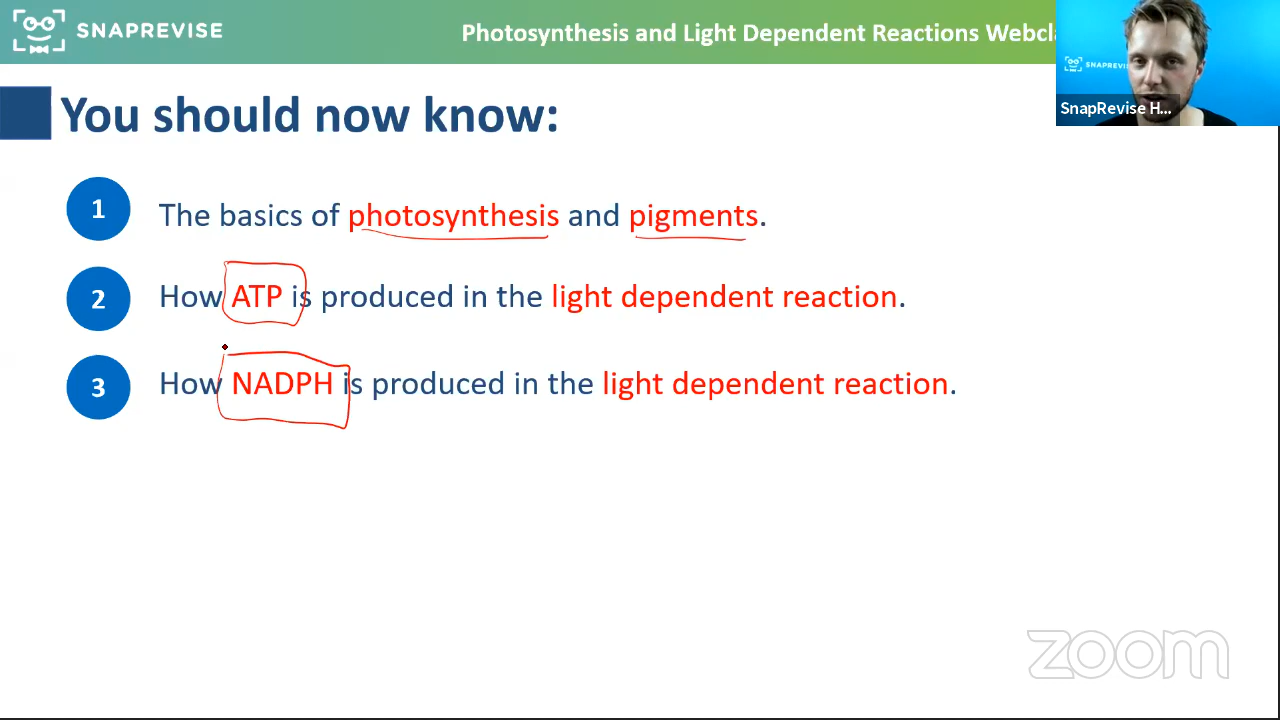 SNAPREVISE
Photosynthesis and Light Dependent Reactions Webcla
SNAPREVIS
SnapRevise H...
You should now know:
1 The basics of photosynthesis and pigments.
2 How ATP is produced in the light dependent reaction.
3 How NADPH is produced in the light dependent reaction.
zoom